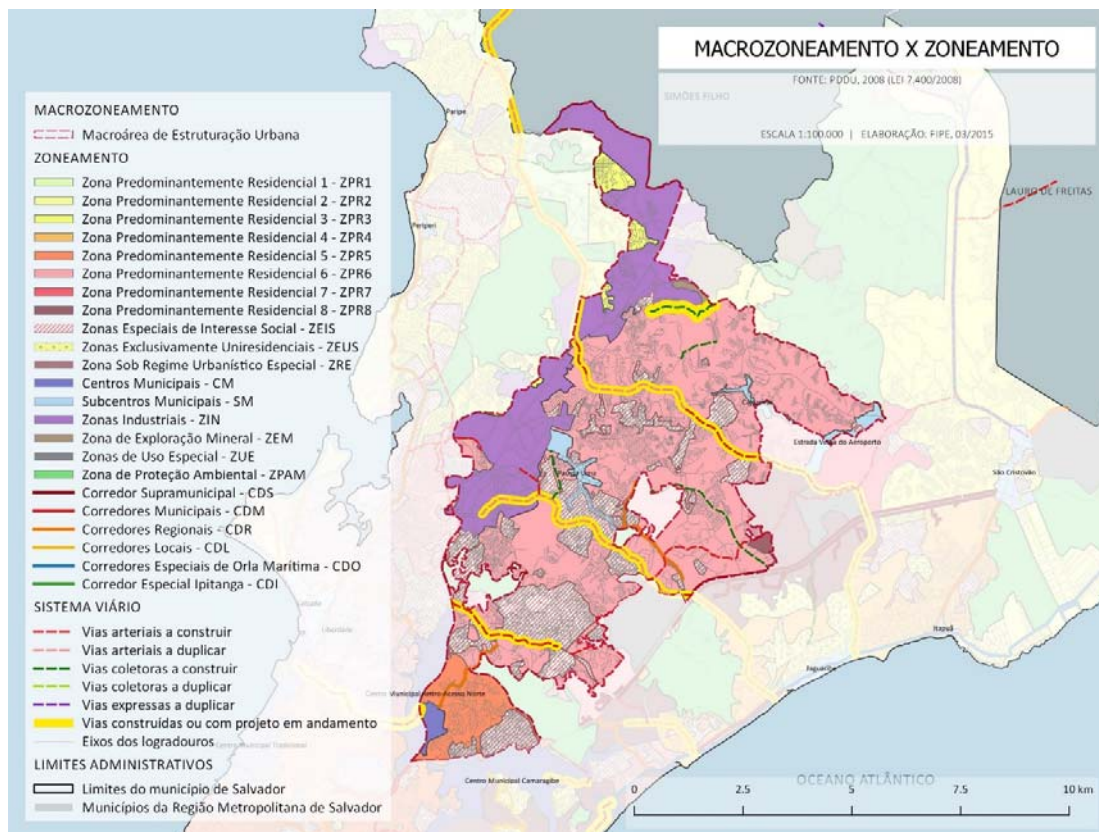 MACROZONEAMENTO X ZONEAMENTO
FONTE: PDDU, 2008 (LEI 7.400/2008)
SIMÕES FILHO
ESCALA 1:100.000 | ELABORAÇÃO: FIPE, 03/2015
MACROZONEAMENTO
Macroárea de Estruturação Urbana
ZONEAMENTO
Zona Predominantemente Residencial 1 - ZPR1
Zona Predominantemente Residencial 2 - ZPR2
Zona Predominantemente Residencial 3 - ZPR3
Zona Predominantemente Residencial 4 - ZPR4
Zona Predominantemente Residencial 5 - ZPR5
Zona Predominantemente Residencial 6 - ZPR6
Zona Predominantemente Residencial 7 - ZPR7
Zona Predominantemente Residencial 8 - ZPR8
Zonas Especiais de Interesse Social - ZEIS
Zonas Exclusivamente Uniresidenciais - ZEUS
Zona Sob Regime Urbanístico Especial - ZRE
Centros Municipais - CM
Subcentros Municipais - SM
Zonas Industriais - ZIN
Zona de Exploração Mineral - ZEM
Zonas de Uso Especial - ZUE
Zona de Proteção Ambiental - ZPAM
Corredor Supramunicipal - CDS
Corredores Municipais - CDM
Corredores Regionais - CDR
Corredores Locais - CDL
Corredores Especiais de Orla Marítima - CDO
Corredor Especial Ipitanga - CDI
SISTEMA VIÁRIO
Vias arteriais a construir
Vias arteriais a duplicar
Vias coletoras a construir
Vias coletoras a duplicar
Vias expressas a duplicar
Vias construídas ou com projeto em andamento
Eixos dos logradouros
LIMITES ADMINISTRATIVOS
Limites do município de Salvador
Municípios da Região Metropolitana de Salvador
Paripe
LAURO DE FREITAS
Periperi
Estrada Velha do Aeroporto
São Cristóvão
Liberdade
Itapuã
Centro Municipal Retiro-Acesso Norte
Centro Municipal Tradicional
Centro Municipal Camaragibe
OCEANO ATLÂNTICO
0 2.5 5 7.5 10 km